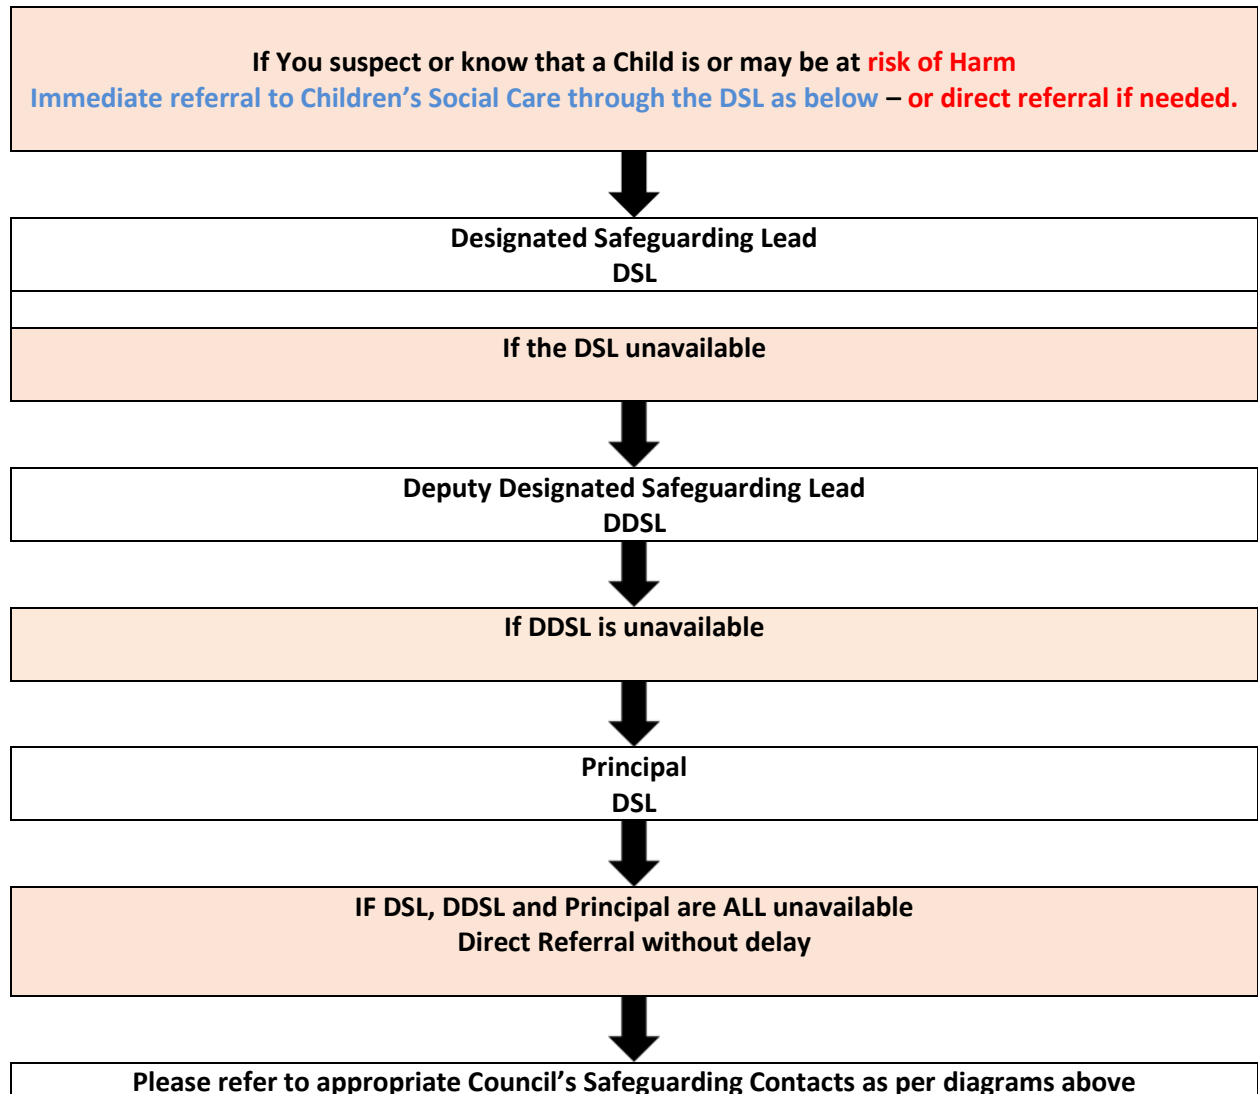 If You suspect or know that a Child is or may be at risk of Harm
Immediate referral to Children’s Social Care through the DSL as below – or direct referral if needed.
Designated Safeguarding Lead
DSL
If the DSL unavailable
Deputy Designated Safeguarding Lead
DDSL
If DDSL is unavailable
Principal
DSL
IF DSL, DDSL and Principal are ALL unavailable
Direct Referral without delay
Please refer to appropriate Council’s Safeguarding Contacts as per diagrams above